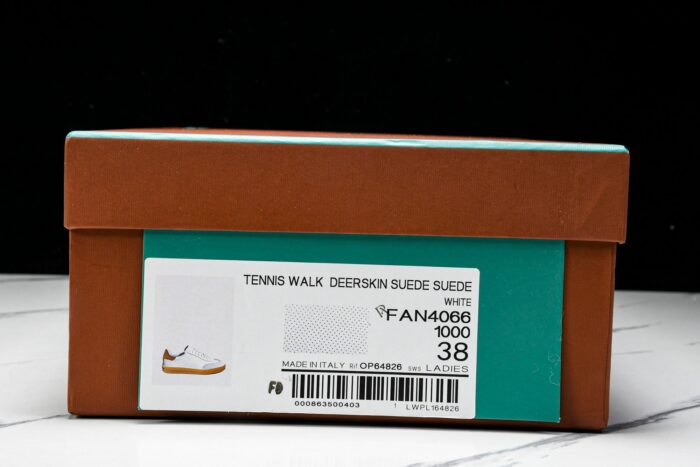 TENNIS WALK DEERSKIN SUEDE SUEDE
WHITE
FAN4066
1000
38
MADE IN ITALY Rif OP64826 SWS LADIES
FD
000863500403 1 LWPL164826